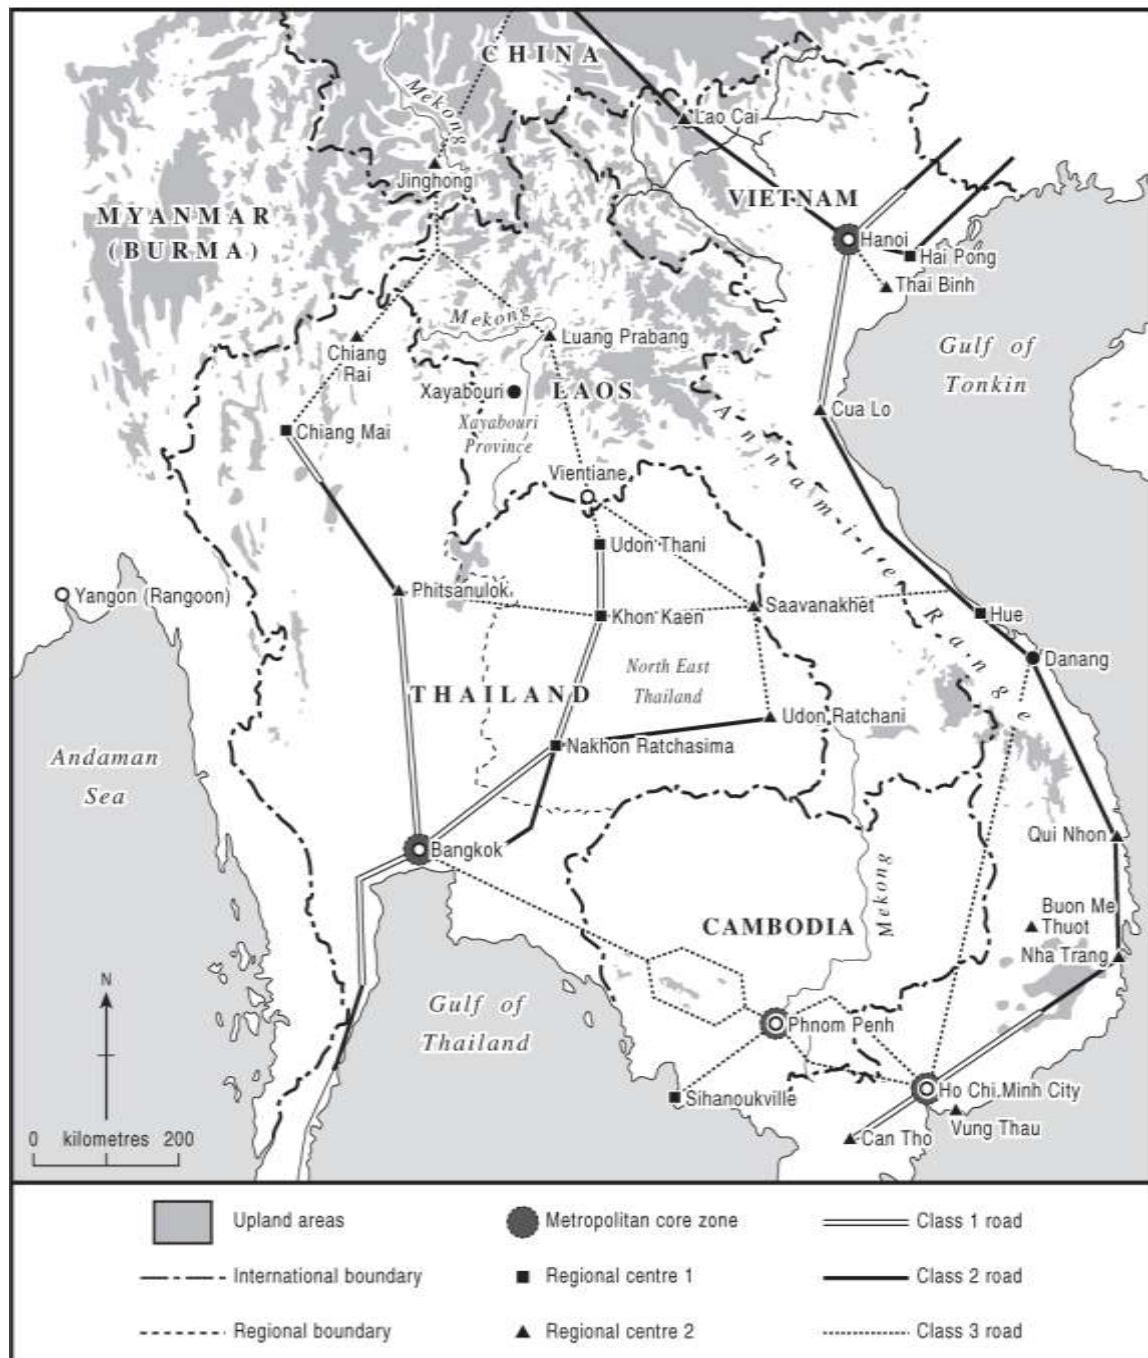 CHINA
Mekong
Lao Cai
Jinghong
VIETNAM
MYANMAR
(BURMA)
Hanoi
Hai Pong
Thai Binh
Mekong
Luang Prabang
Chiang
Rai
Gulf of
Tonkin
Xayabouri
LAOS
Xayabouri
Province
Cua Lo
Chiang Mai
Annamite Range
Vientiane
Udon Thani
Yangon (Rangoon)
Phitsanulok
Khon Kaen
Saavanakhet
Hue
North East
Thailand
Danang
THAILAND
Udon Ratchani
Nakhon Ratchasima
Andaman
Sea
Bangkok
Qui Nhon
Mekong
Buon Me
Thuot
CAMBODIA
Nha Trang
N
Gulf of
Thailand
Phnom Penh
Sihanoukville
Ho Chi Minh City
Vung Thau
Can Tho
0 kilometres 200
Upland areas
Metropolitan core zone
Class 1 road
International boundary
Regional centre 1
Class 2 road
Regional boundary
Regional centre 2
Class 3 road